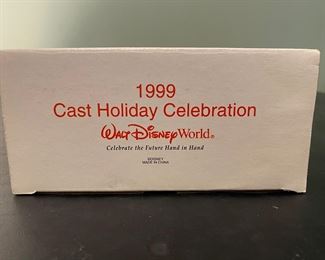 1999
Cast Holiday Celebration
Walt Disney World®
Celebrate the Future Hand in Hand
©DISNEY
MADE IN CHINA